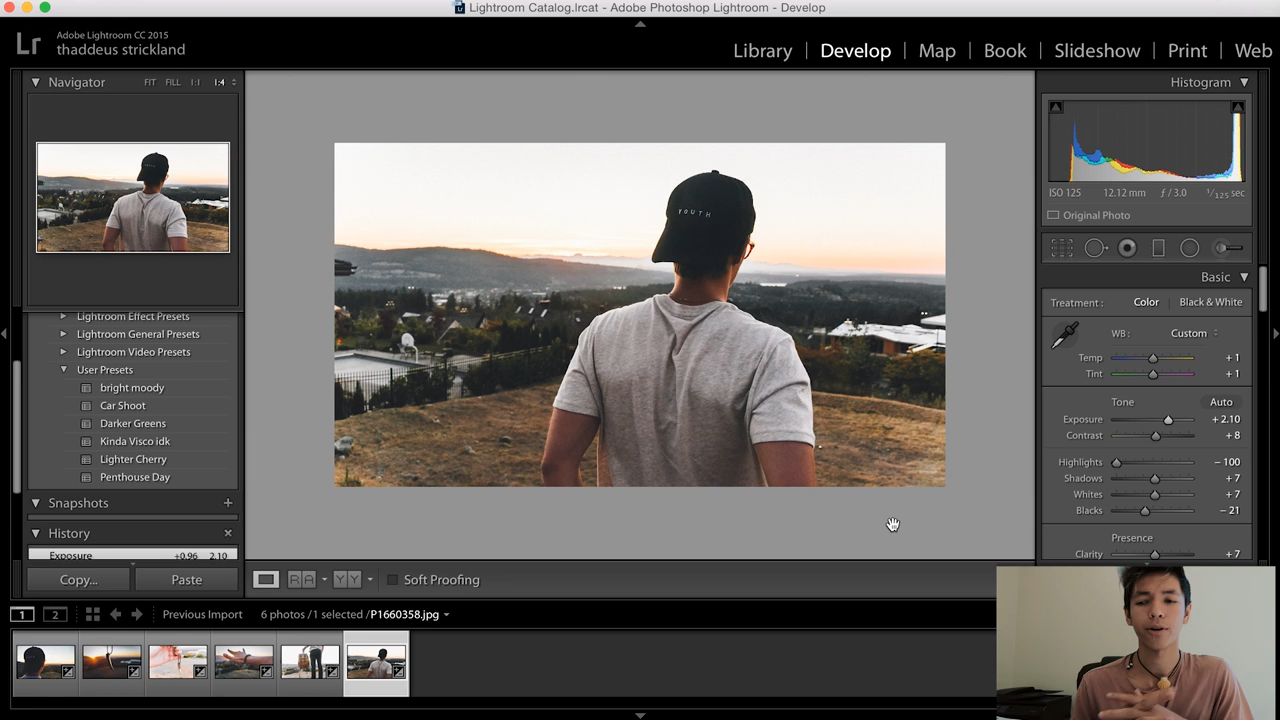 Lightroom Catalog.lrcat - Adobe Photoshop Lightroom - Develop
Lr
Adobe Lightroom CC 2015
thaddeus strickland
Library | Develop | Map | Book | Slideshow | Print | Web
Navigator FIT FILL 1:1 1:4
Lightroom Effect Presets
Lightroom General Presets
Lightroom Video Presets
User Presets
bright moody
Car Shoot
Darker Greens
Kinda Visco idk
Lighter Cherry
Penthouse Day
Snapshots +
History ×
Exposure +0.96 2.10
Copy... Paste
YOUTH
Histogram
ISO 125 12.12 mm ƒ / 3.0 1/125 sec
Original Photo
Basic
Treatment : Color Black & White
WB : Custom
Temp + 1
Tint + 1
Tone Auto
Exposure + 2.10
Contrast + 8
Highlights − 100
Shadows + 7
Whites + 7
Blacks − 21
Presence
Clarity + 7
R A Y Y Soft Proofing
1 2 Previous Import 6 photos / 1 selected / P1660358.jpg